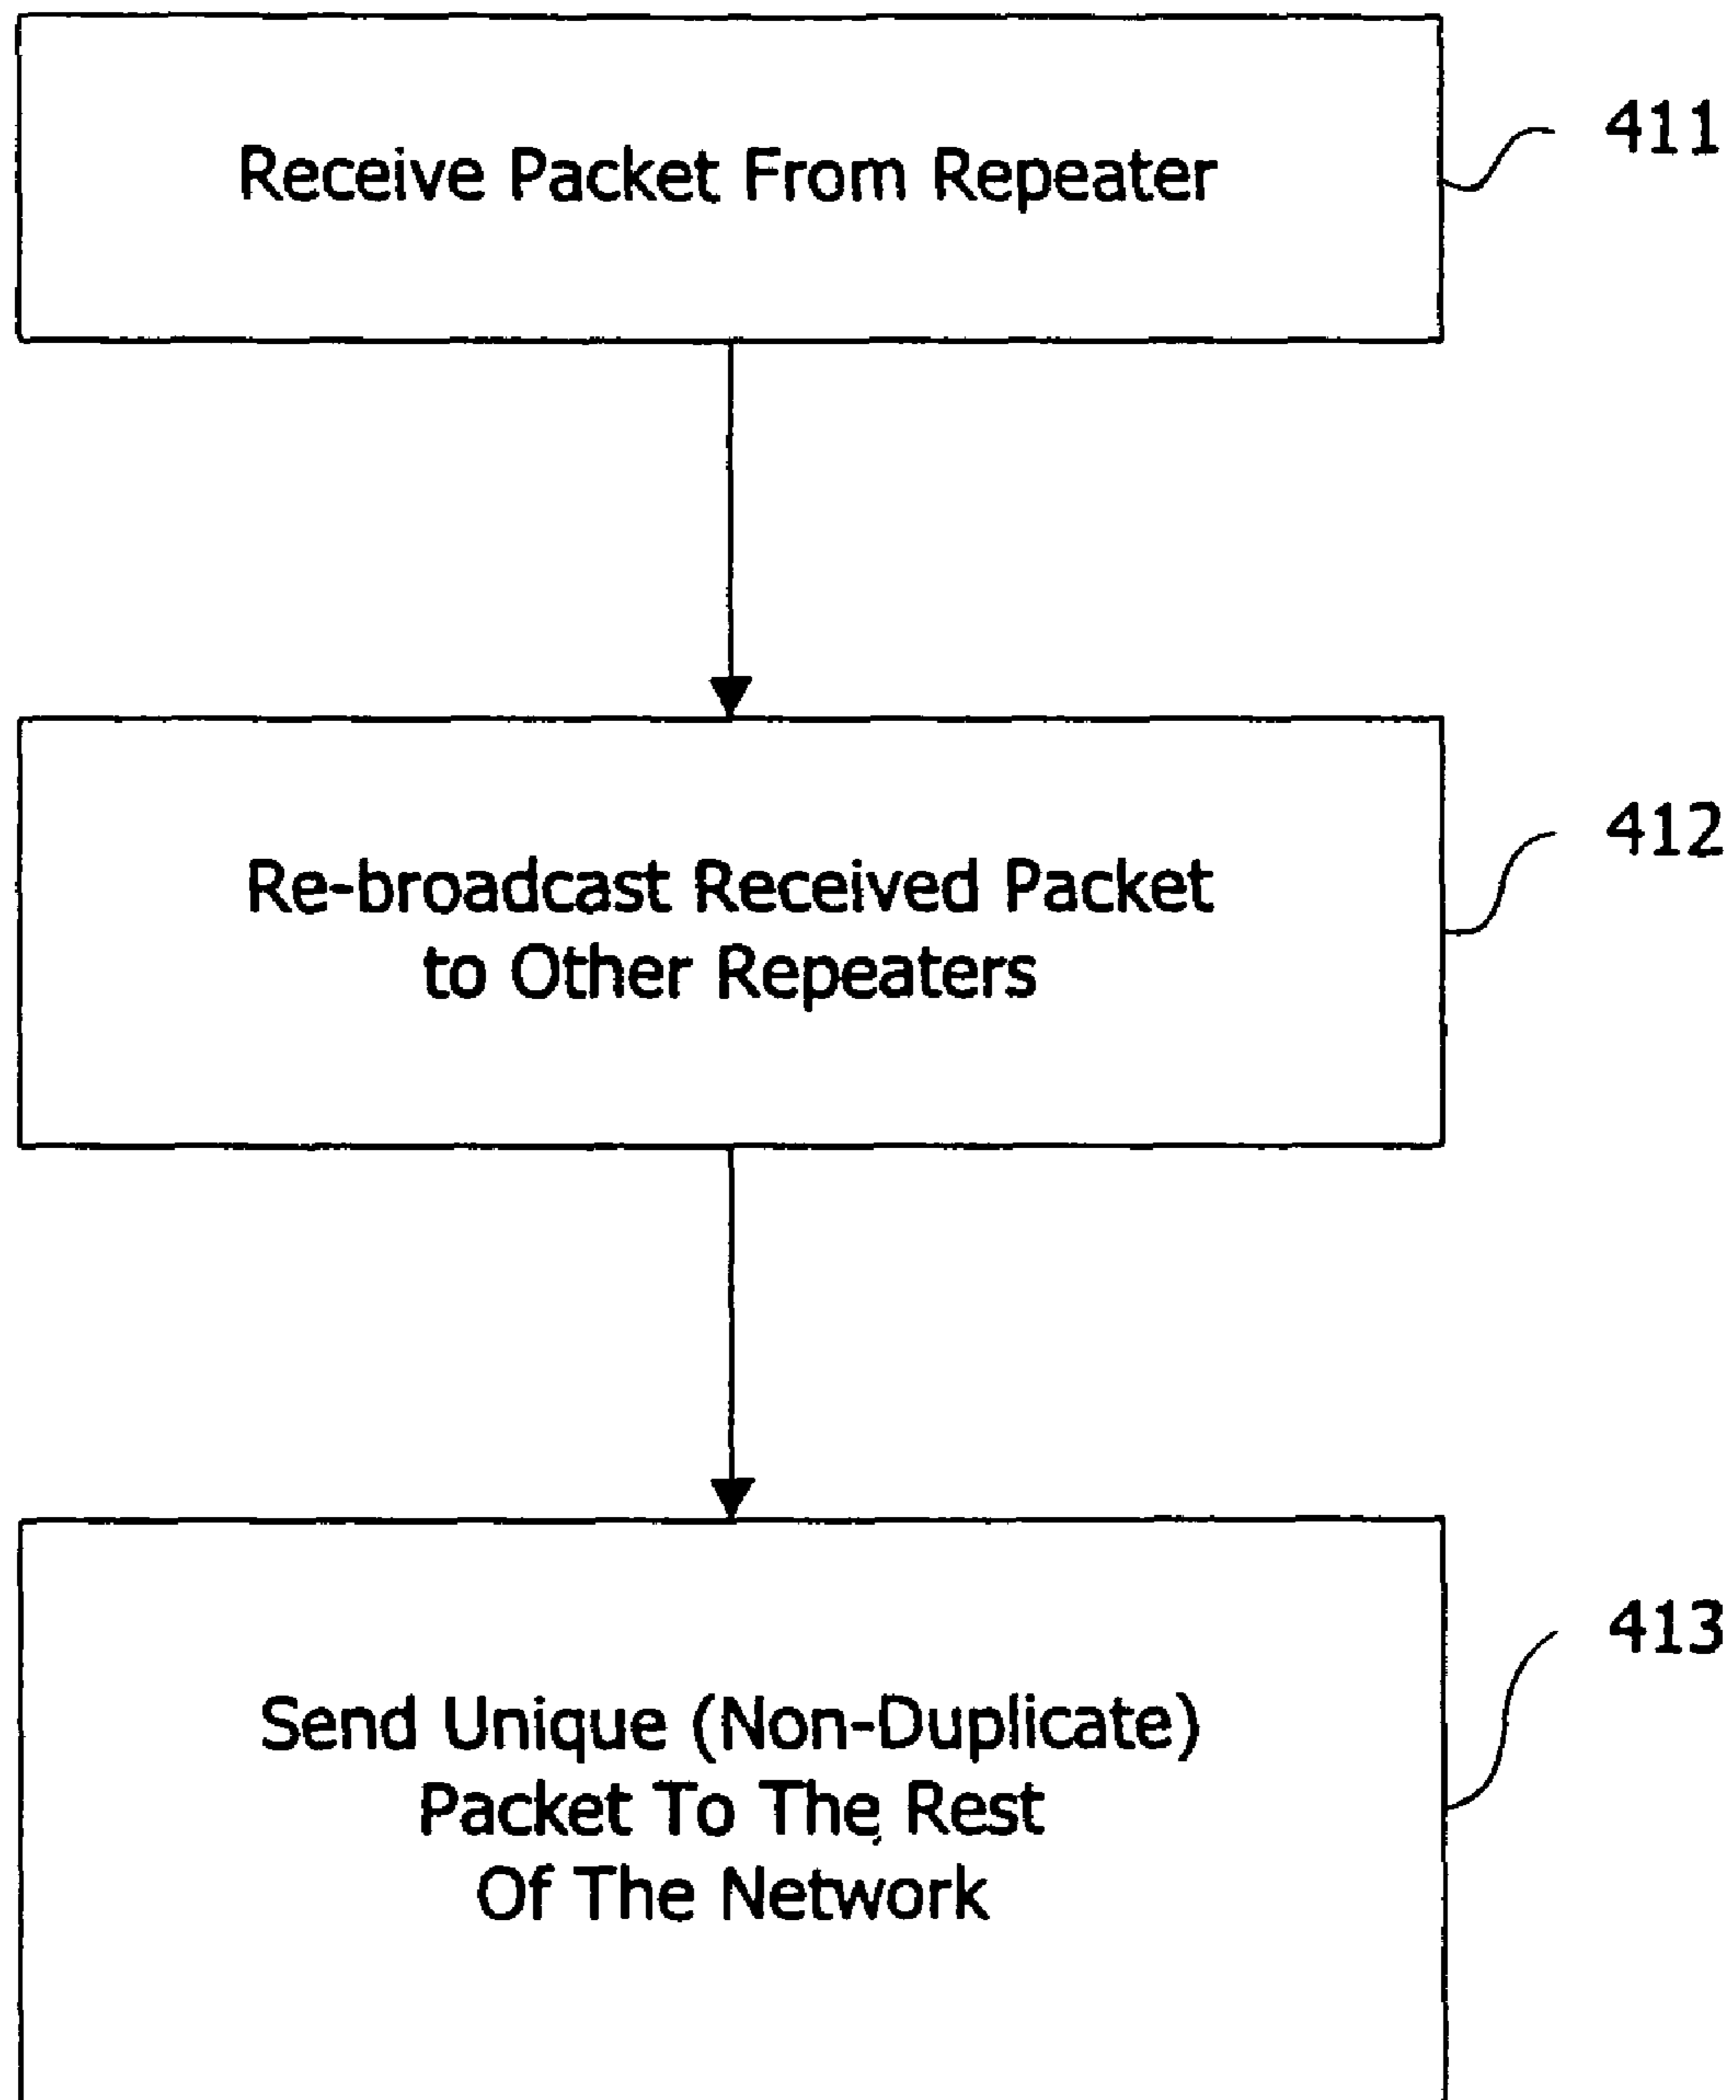 Receive Packet From Repeater
411
Re-broadcast Received Packet
to Other Repeaters
412
Send Unique (Non-Duplicate)
Packet To The Rest
Of The Network
413